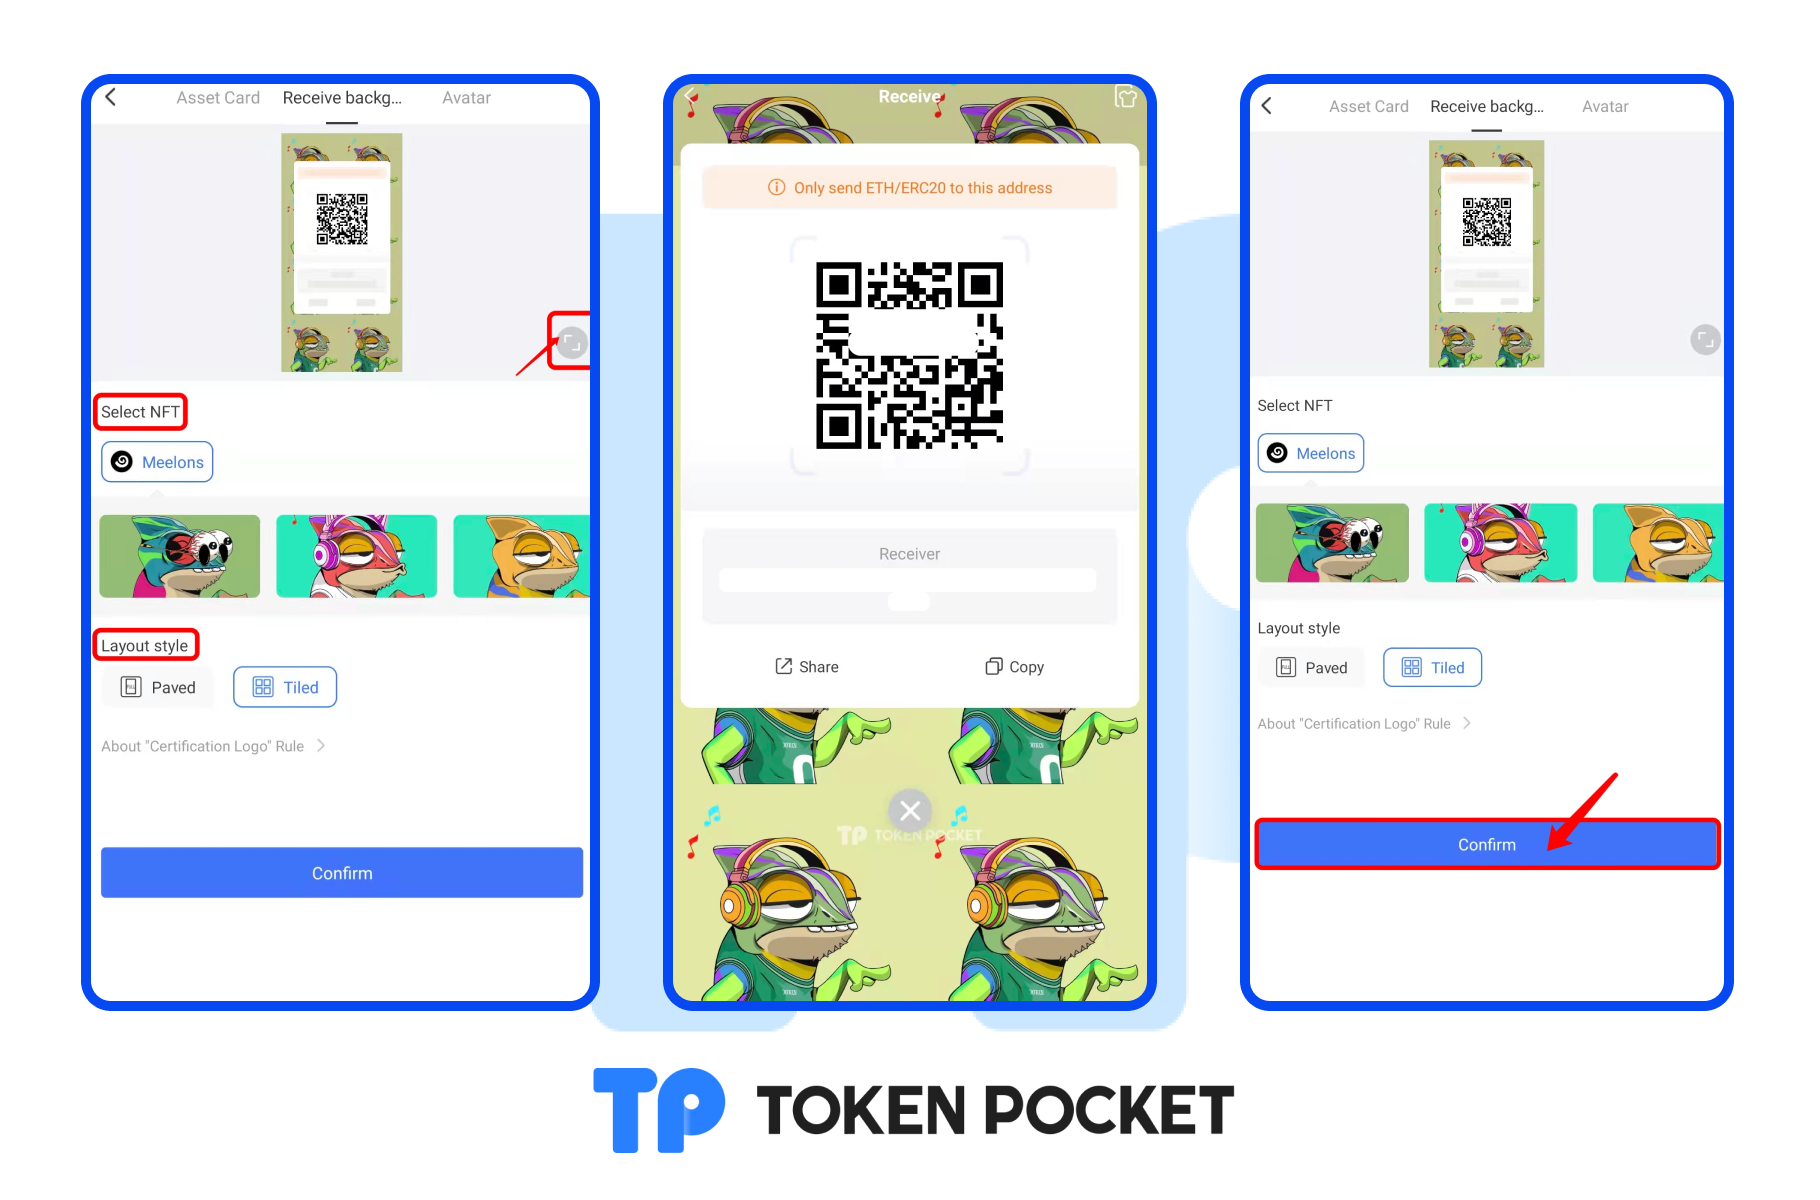 Asset Card
Receive backg...
Avatar
Select NFT
Meelons
Layout style
Paved
Tiled
About "Certification Logo" Rule
Confirm
Receive
Only send ETH/ERC20 to this address
Receiver
Share
Copy
TP TOKEN POCKET
Asset Card
Receive backg...
Avatar
Select NFT
Meelons
Layout style
Paved
Tiled
About "Certification Logo" Rule
Confirm
TP TOKEN POCKET